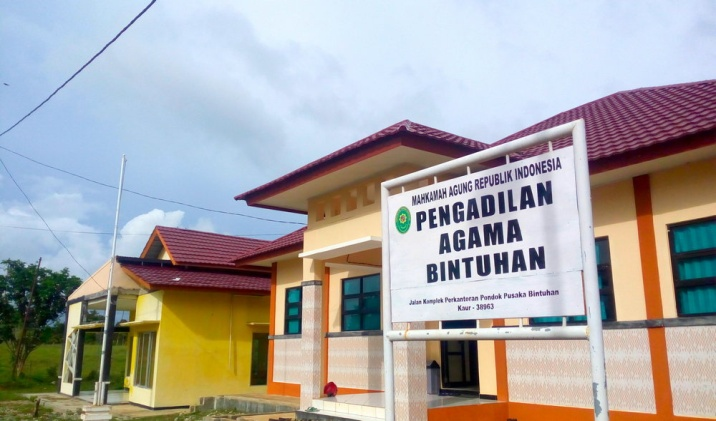 MAHKAMAH AGUNG REPUBLIK INDONESIA
PENGADILAN
AGAMA
BINTUHAN
Jalan Komplek Perkantoran Pondok Pusaka Bintuhan
Kaur - 38963